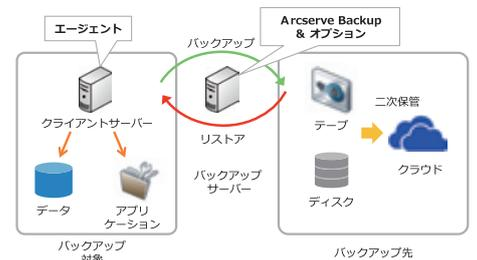 エージェント
Arcserve Backup
& オプション
バックアップ
クライアントサーバー
リストア
テープ
二次保管
クラウド
バックアップ
サーバー
データ
アプリ
ケーション
ディスク
バックアップ
対象
バックアップ先